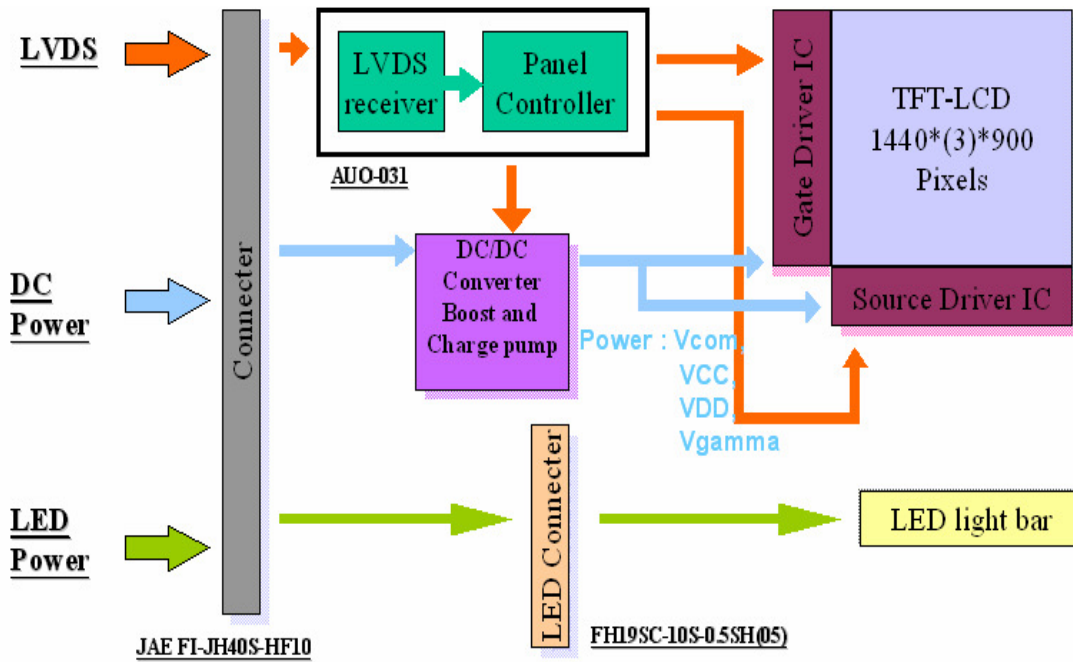 LVDS
DC
Power
LED
Power
Connecter
JAE FI-JH40S-HF10
LVDS
receiver
Panel
Controller
AUO-031
DC/DC
Converter
Boost and
Charge pump
Power : Vcom,
VCC,
VDD,
Vgamma
Gate Driver IC
TFT-LCD
1440*(3)*900
Pixels
Source Driver IC
LED Connecter
FH19SC-10S-0.5SH(05)
LED light bar